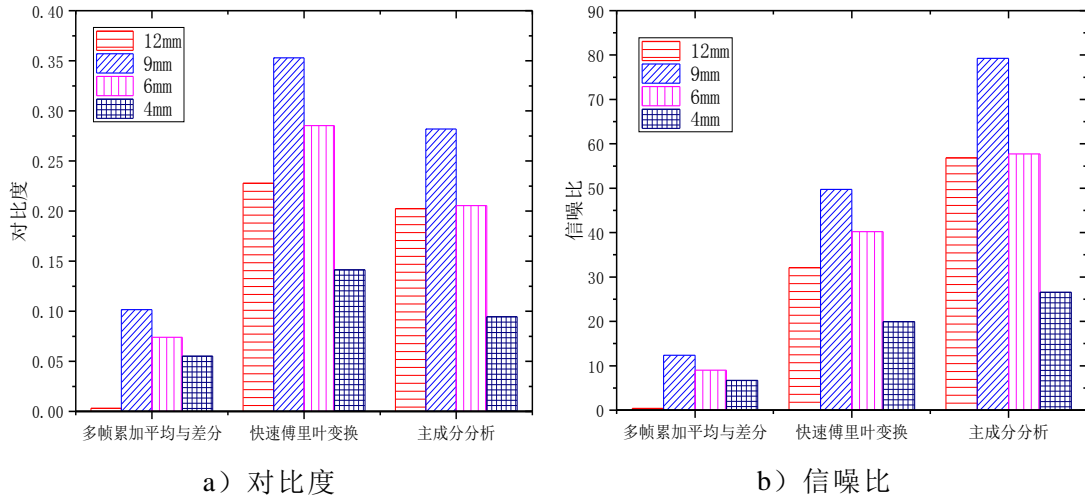 0.40
0.35
0.30
0.25
0.20
0.15
0.10
0.05
0.00
对比度
12mm
9mm
6mm
4mm
多帧累加平均与差分 快速傅里叶变换 主成分分析
a）对比度
90
80
70
60
50
40
30
20
10
0
信噪比
12mm
9mm
6mm
4mm
多帧累加平均与差分 快速傅里叶变换 主成分分析
b）信噪比